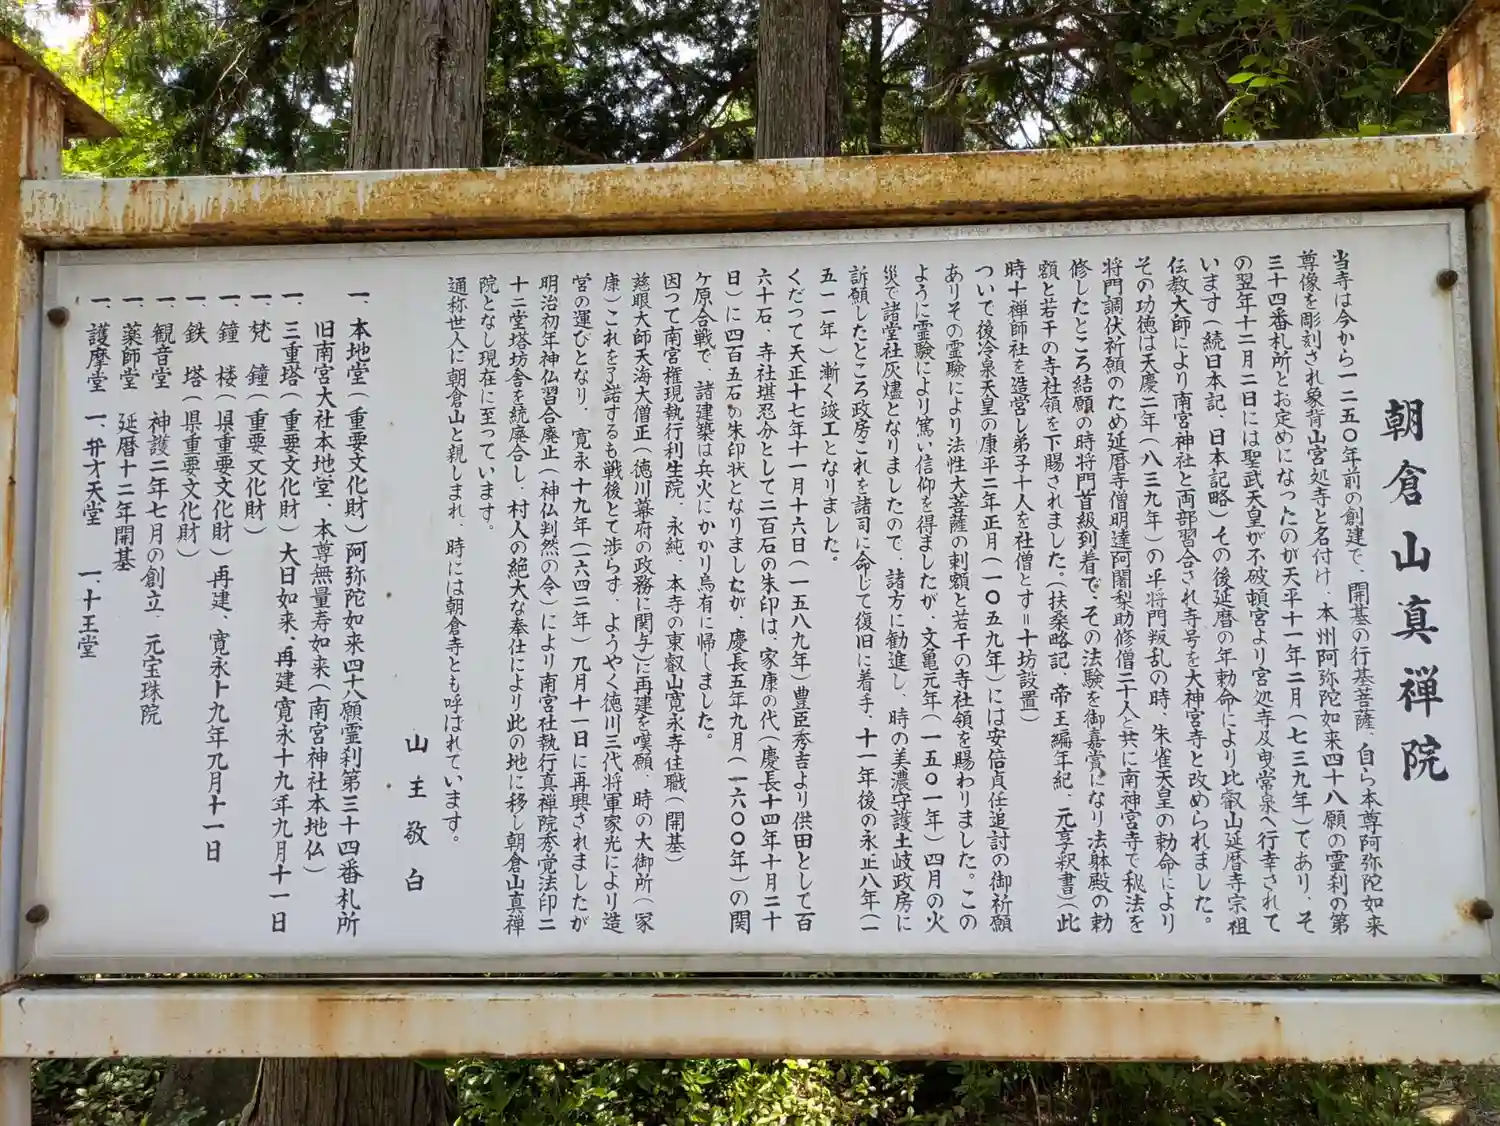 朝倉山真禅院
当寺は今から一二五〇年前の創建で、開基の行基菩薩、自ら本尊阿弥陀如来
尊像を彫刻され象背山宮処寺と名付け、本州阿弥陀如来四十八願の霊刹の第
三十四番札所とお定めになったのが天平十一年二月(七三九年)であり、そ
の翌年十二月二日には聖武天皇が不破頓宮より宮処寺及曳常泉へ行幸されて
います(続日本記、日本記略)その後延暦の年勅命により比叡山延暦寺宗祖
伝教大師により南宮神社と両部習合され寺号を大神宮寺と改められました。
その功徳は天慶二年(八三九年)の平将門叛乱の時、朱雀天皇の勅命により
将門調伏祈願のため延暦寺僧明達阿闍梨助修僧二十人と共に南神宮寺で秘法を
修したところ結願の時将門首級到着で、その法験を御嘉賞になり法躰殿の勅
額と若干の寺社領を下賜されました。(扶桑略記、帝王編年紀、元享釈書)此
時十禅師社を造営し弟子十人を社僧とす=十坊設置)
ついて後冷泉天皇の康平二年正月(一〇五九年)には安倍貞任追討の御祈願
ありその霊験により法性大菩薩の刺額と若干の寺社領を賜わりました。この
ように霊験により篤い信仰を得ましたが、文亀元年(一五〇一年)四月の火
災で諸堂社灰燼となりましたので、諸方に勧進し、時の美濃守護土岐政房に
訴願したところ政房これを諸司に命じて復旧に着手、十一年後の永正八年(一
五一一年)漸く竣工となりました。
くだつて天正十七年十一月十六日(一五八九年)豊臣秀吉より供田として百
六十石、寺社堪忍分として二百石の朱印は、家康の代(慶長十四年十月二十
日)に四百五石の朱印状となりましたが、慶長五年九月(一六〇〇年)の関
ケ原合戦で、諸建築は兵火にかかり烏有に帰しました。
因つて南宮権現執行利生院、永純、本寺の東叡山寛永寺住職(開基)
慈眼大師天海大僧正(徳川幕府の政務に関与)に再建を嘆願、時の大御所(家
康)これを了諾するも戦後とて渉らず、ようやく徳川三代将軍家光により造
営の運びとなり、寛永十九年(一六四二年)九月十一日に再興されましたが
明治初年神仏習合廃止(神仏判然の令)により南宮社執行真禅院秀覚法印二
十二堂塔坊舎を統廃合し、村人の絶大な奉仕により此の地に移し朝倉山真禅
院となし現在に至つています。
通称世人に朝倉山と親しまれ、時には朝倉寺とも呼ばれています。
山主敬白
一、本地堂(重要文化財)阿弥陀如来四十八願霊刹第三十四番札所
旧南宮大社本地堂、本尊無量寿如来(南宮神社本地仏)
一、三重塔(重要文化財)大日如来、再建寛永十九年九月十一日
一、梵 鐘(重要文化財)
一、鐘 楼(県重要文化財)再建、寛永十九年九月十一日
一、鉄 塔(県重要文化財)
一、観音堂 神護二年七月の創立、元宝珠院
一、薬師堂 延暦十二年開基
一、護摩堂 一、弁才天堂 一、十王堂